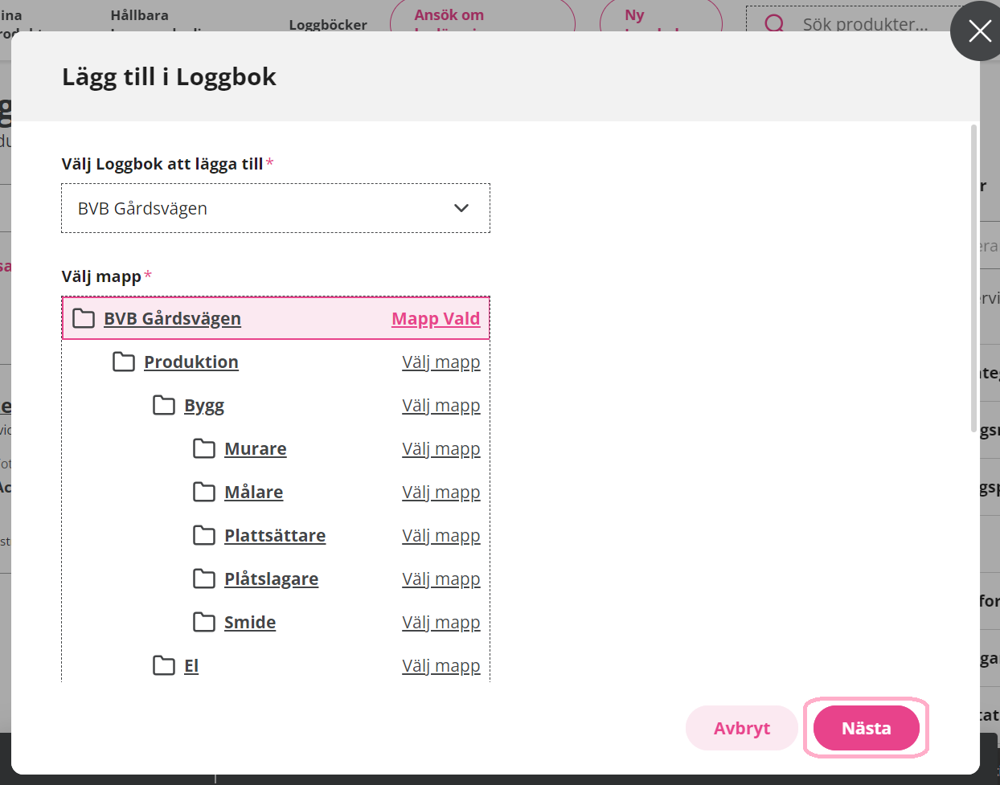 Hållbara
Loggböcker
Ansök om
Ny
Sök produkter...
Lägg till i Loggbok
Välj Loggbok att lägga till*
BVB Gårdsvägen
Välj mapp*
BVB Gårdsvägen Mapp Vald
Produktion Välj mapp
Bygg Välj mapp
Murare Välj mapp
Målare Välj mapp
Plattsättare Välj mapp
Plåtslagare Välj mapp
Smide Välj mapp
El Välj mapp
Avbryt Nästa